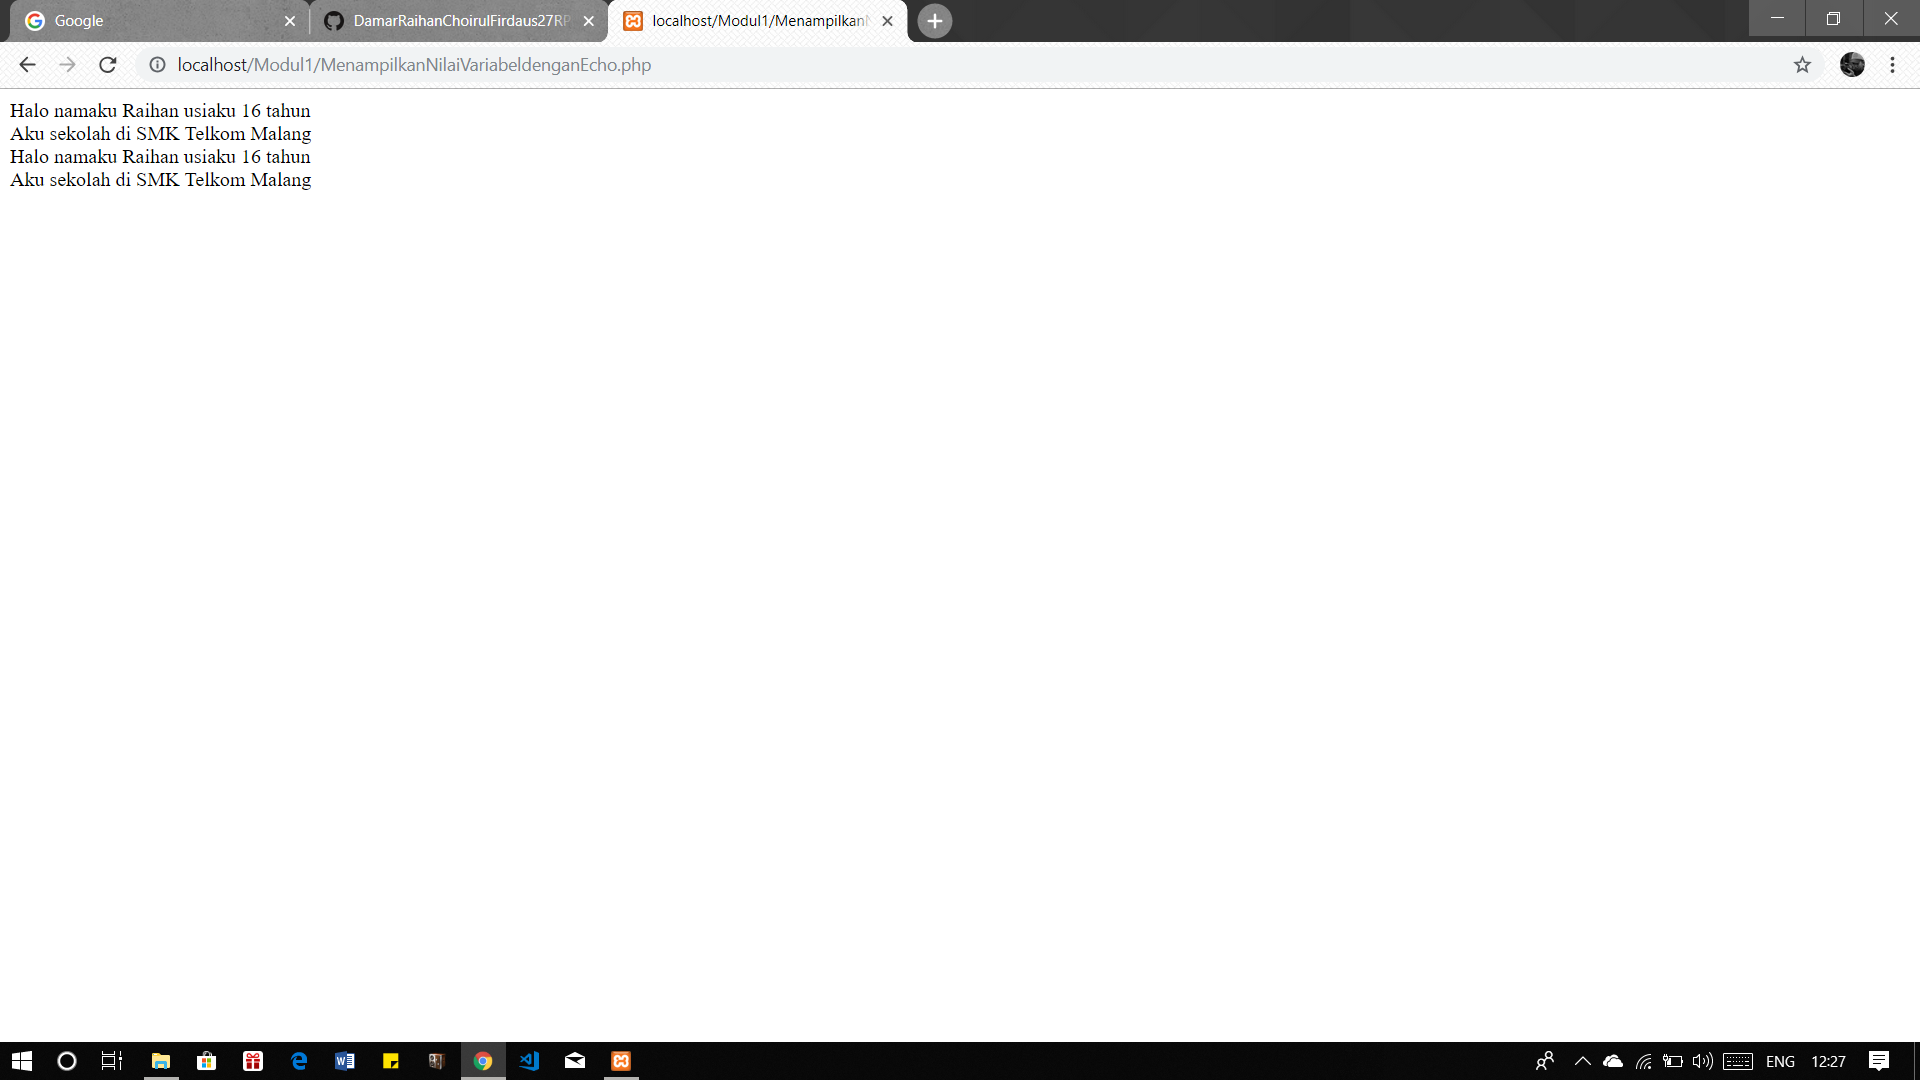 Google
DamarRaihanChoirulFirdaus27RP
localhost/Modul1/Menampilkan
localhost/Modul1/MenampilkanNilaiVariabeldenganEcho.php
Halo namaku Raihan usiaku 16 tahun
Aku sekolah di SMK Telkom Malang
Halo namaku Raihan usiaku 16 tahun
Aku sekolah di SMK Telkom Malang
ENG
12:27